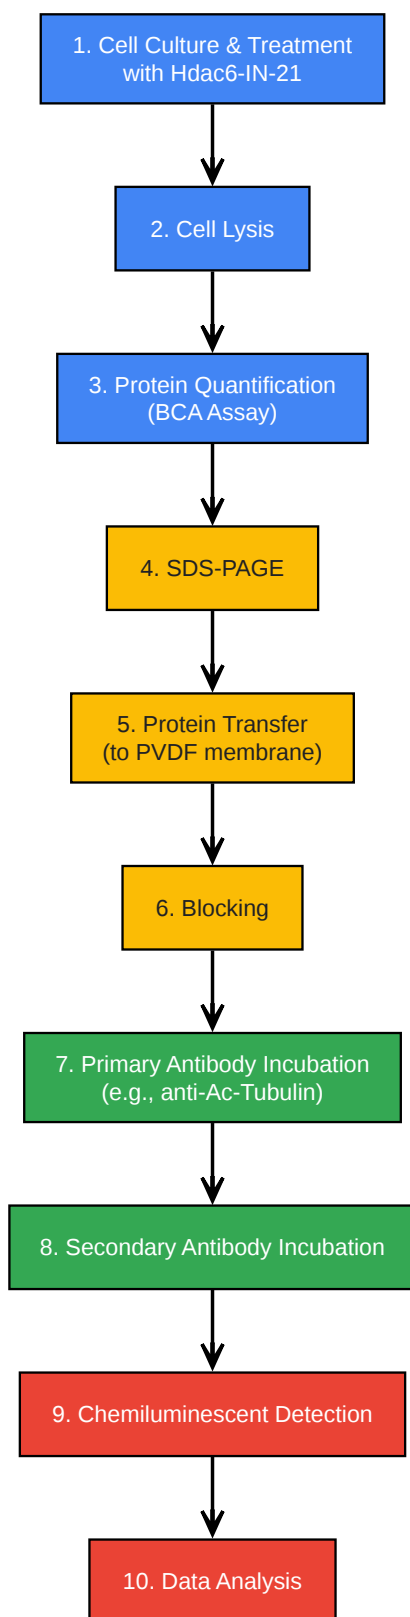 1. Cell Culture & Treatment
with Hdac6-IN-21
2. Cell Lysis
3. Protein Quantification
(BCA Assay)
4. SDS-PAGE
5. Protein Transfer
(to PVDF membrane)
6. Blocking
7. Primary Antibody Incubation
(e.g., anti-Ac-Tubulin)
8. Secondary Antibody Incubation
9. Chemiluminescent Detection
10. Data Analysis